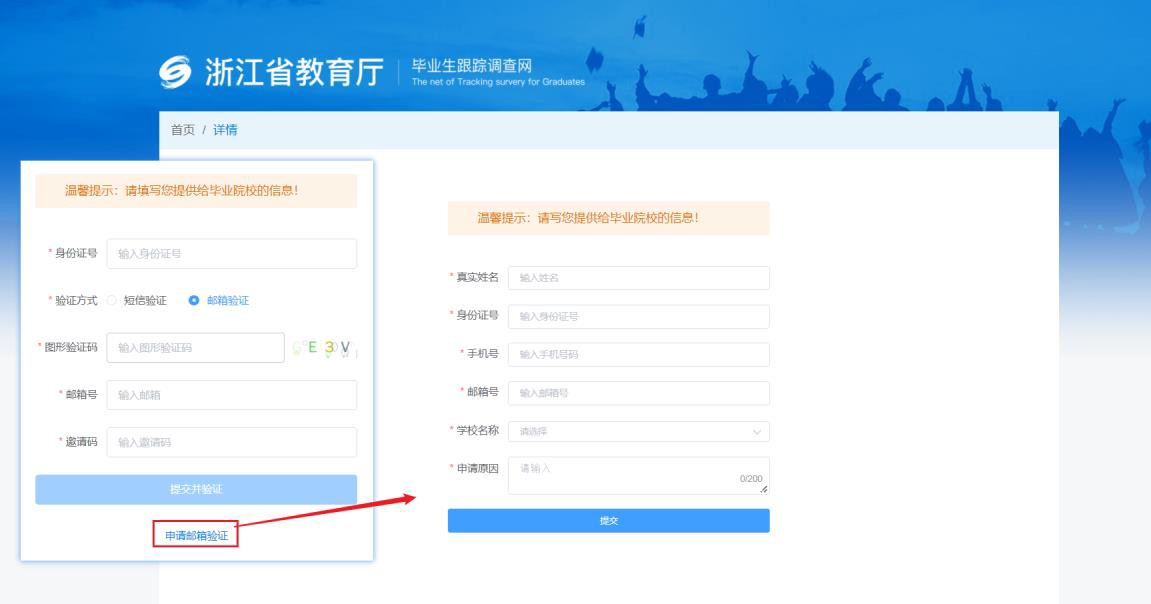 浙江省教育厅
毕业生跟踪调查网
The net of Tracking survery for Graduates
首页 / 详情
温馨提示：请填写您提供给毕业院校的信息！
* 身份证号 输入身份证号
* 验证方式 短信验证 邮箱验证
* 图形验证码 输入图形验证码 E 3 V
* 邮箱号 输入邮箱
* 邀请码 输入邀请码
提交并验证
申请邮箱验证
温馨提示：请写您提供给毕业院校的信息！
* 真实姓名 输入姓名
* 身份证号 输入身份证号
* 手机号 输入手机号码
* 邮箱号 输入邮箱号
* 学校名称 请选择
* 申请原因 请输入
0/200
提交